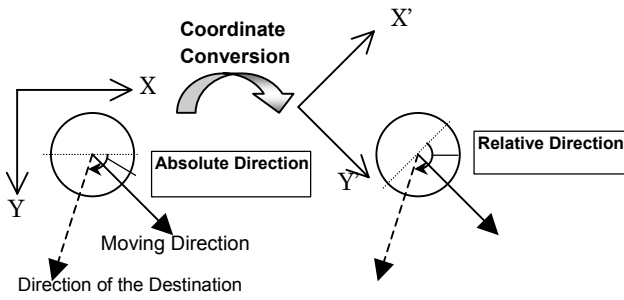 Coordinate
Conversion
X'
X
Absolute Direction
Relative Direction
Y
Y'
Moving Direction
Direction of the Destination